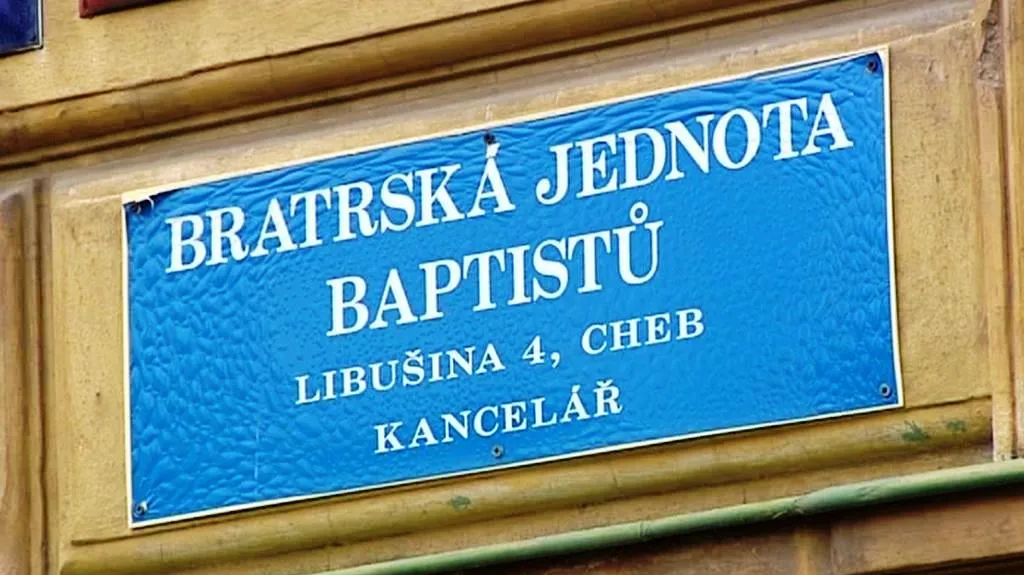 BRATRSKÁ JEDNOTA
BAPTISTŮ
LIBUŠINA 4, CHEB
KANCELÁŘ